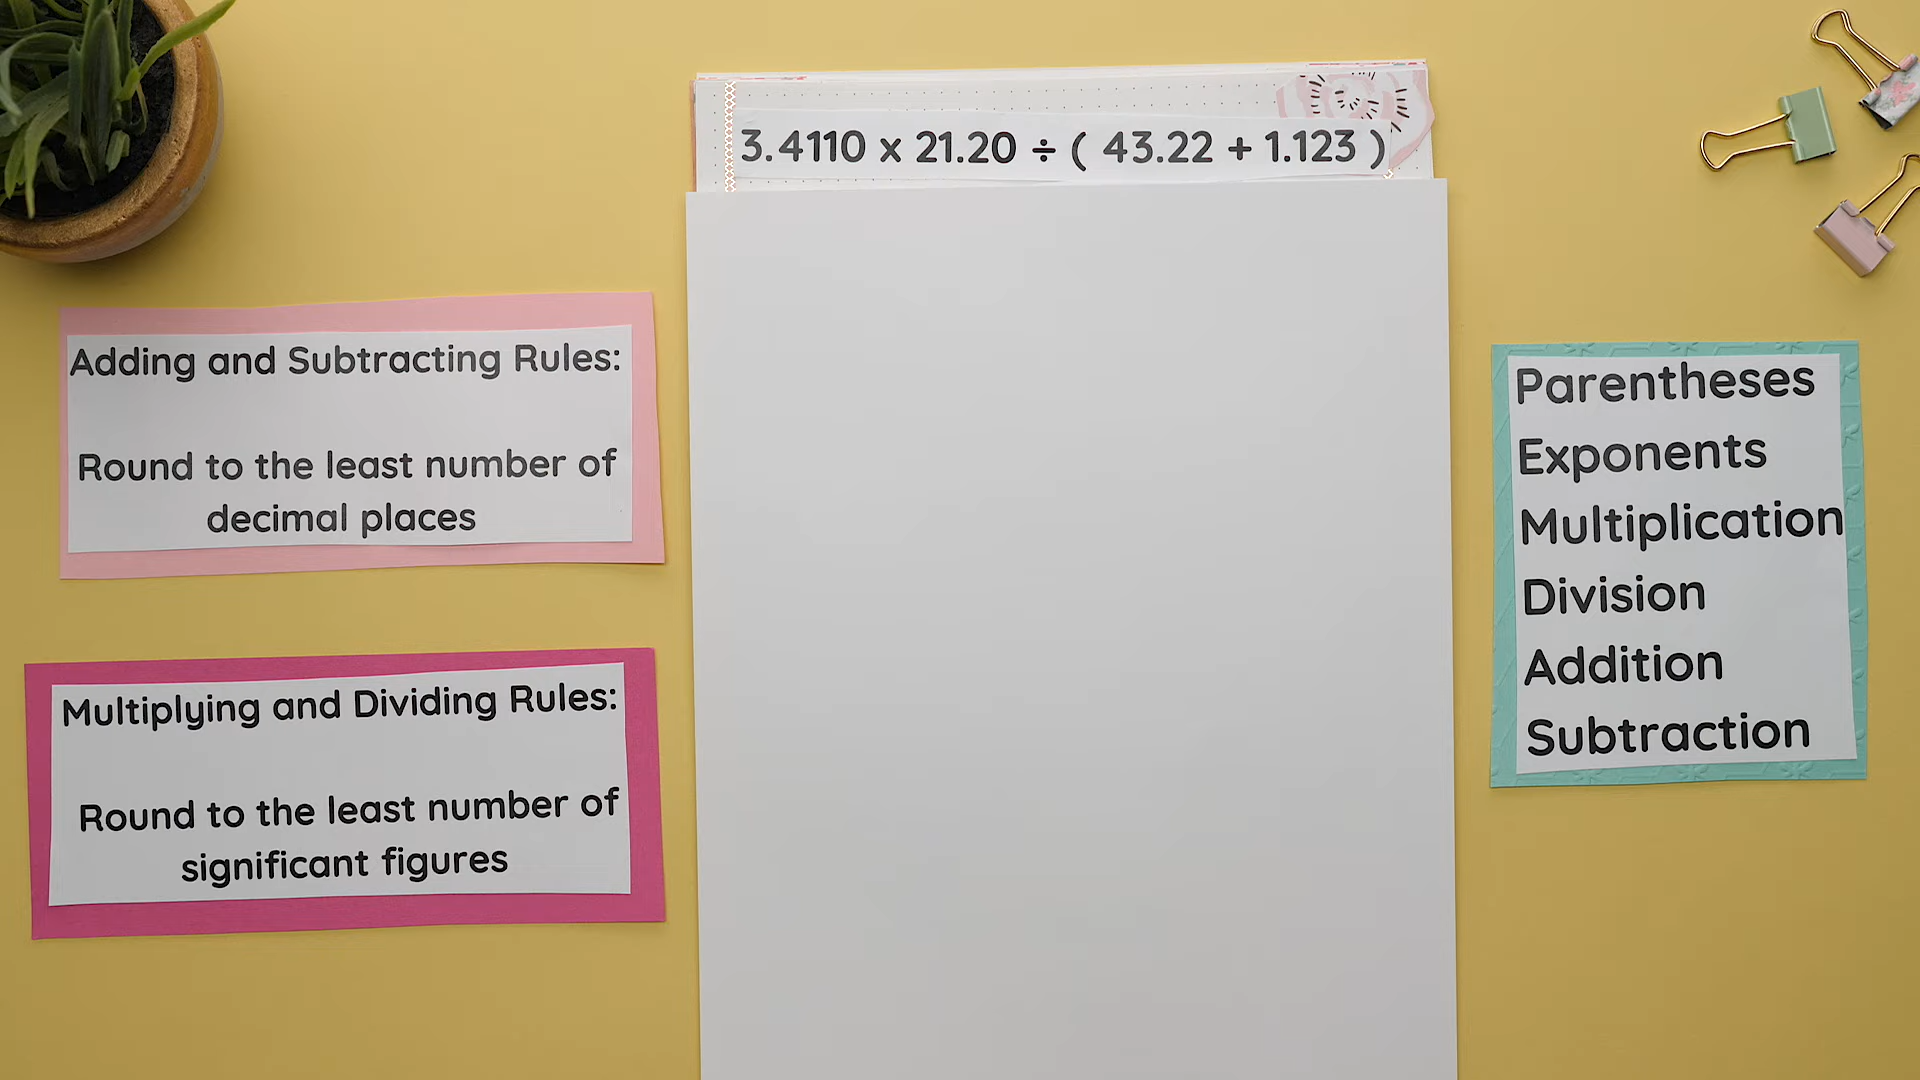 3.4110 x 21.20 ÷ ( 43.22 + 1.123 )
Adding and Subtracting Rules:
Round to the least number of
decimal places
Multiplying and Dividing Rules:
Round to the least number of
significant figures
Parentheses
Exponents
Multiplication
Division
Addition
Subtraction